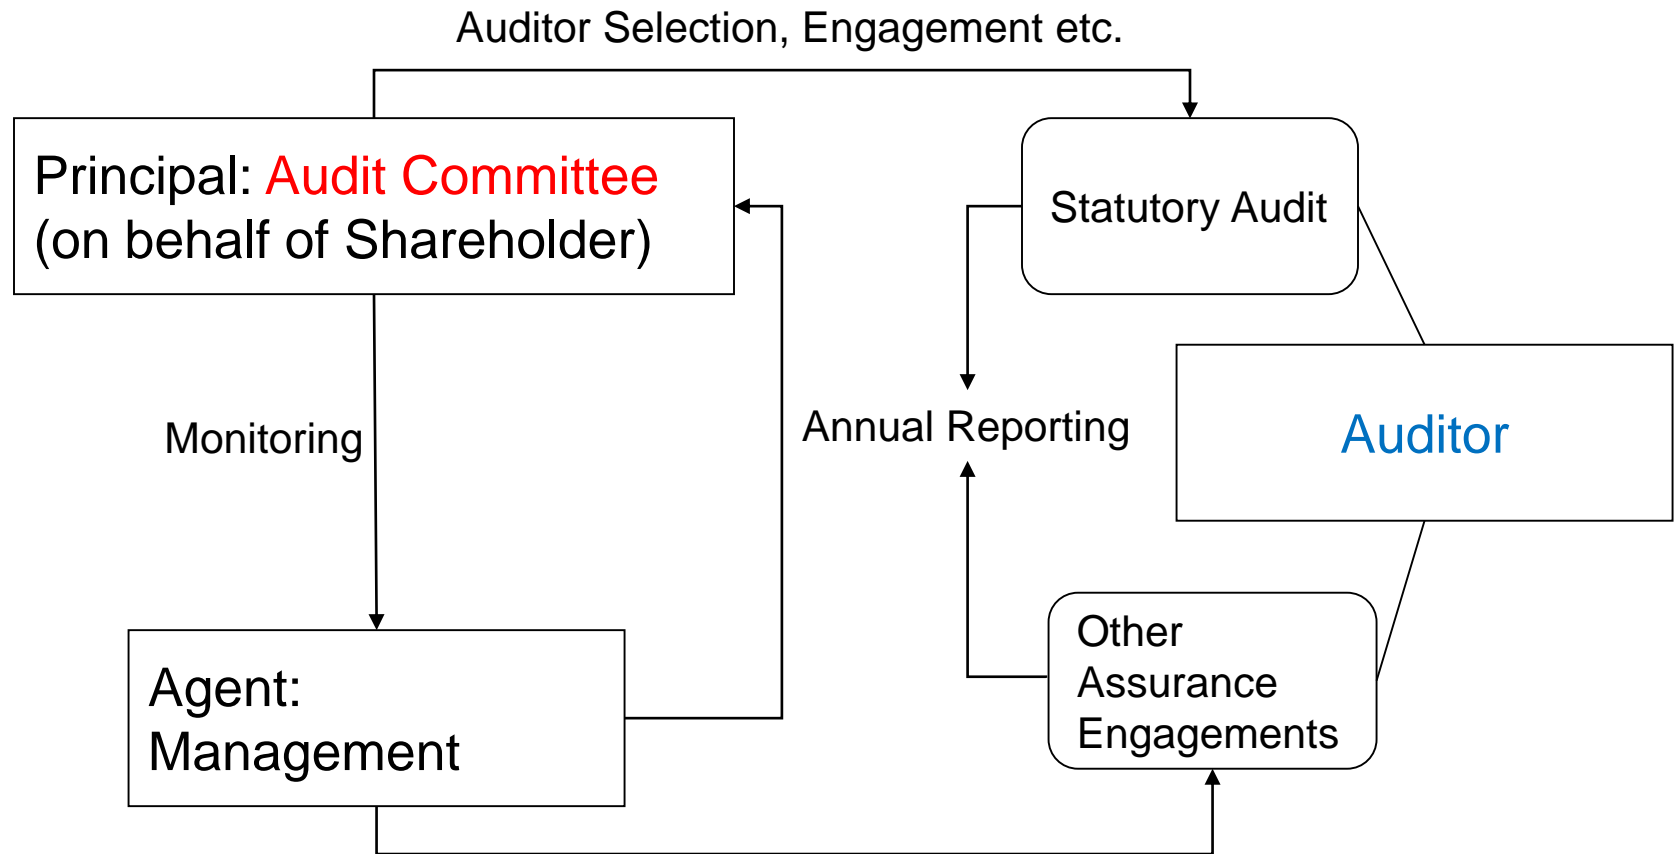 Auditor Selection, Engagement etc.
Principal: Audit Committee
(on behalf of Shareholder)
Statutory Audit
Monitoring
Annual Reporting
Auditor
Agent:
Management
Other
Assurance
Engagements